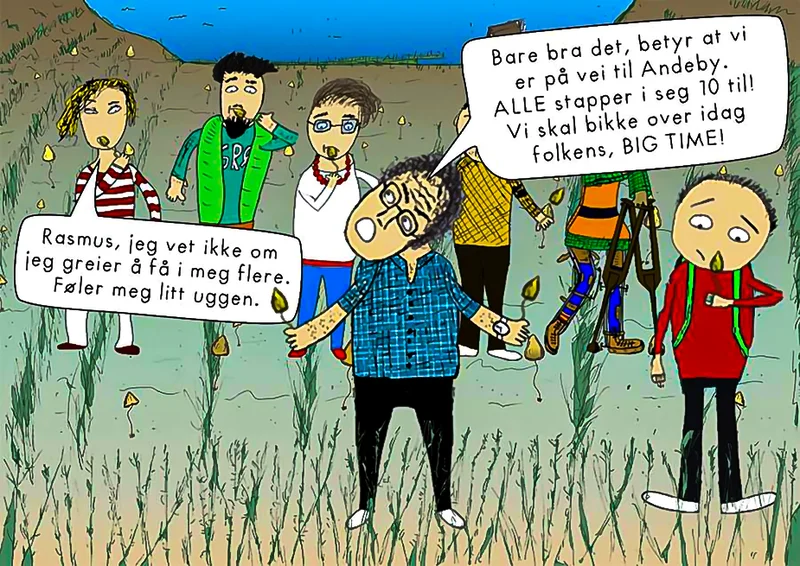 Bare bra det, betyr at vi
er på vei til Andeby.
ALLE stapper i seg 10 til!
Vi skal bikke over idag
folkens, BIG TIME!
Rasmus, jeg vet ikke om
jeg greier å få i meg flere.
Føler meg litt uggen.